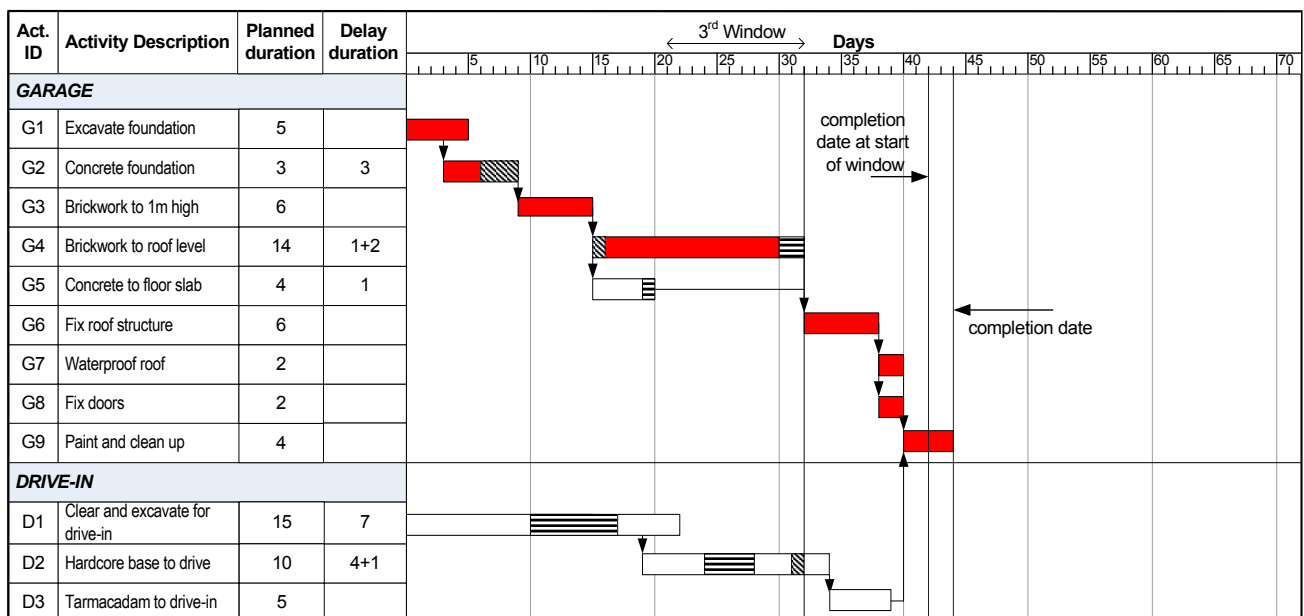 Act. ID Activity Description Planned duration Delay duration
3rd Window
Days
5 10 15 20 25 30 35 40 45 50 55 60 65 70
GARAGE
G1 Excavate foundation 5
G2 Concrete foundation 3 3
G3 Brickwork to 1m high 6
G4 Brickwork to roof level 14 1+2
G5 Concrete to floor slab 4 1
G6 Fix roof structure 6
G7 Waterproof roof 2
G8 Fix doors 2
G9 Paint and clean up 4
completion
date at start
of window
completion date
DRIVE-IN
D1 Clear and excavate for drive-in 15 7
D2 Hardcore base to drive 10 4+1
D3 Tarmacadam to drive-in 5